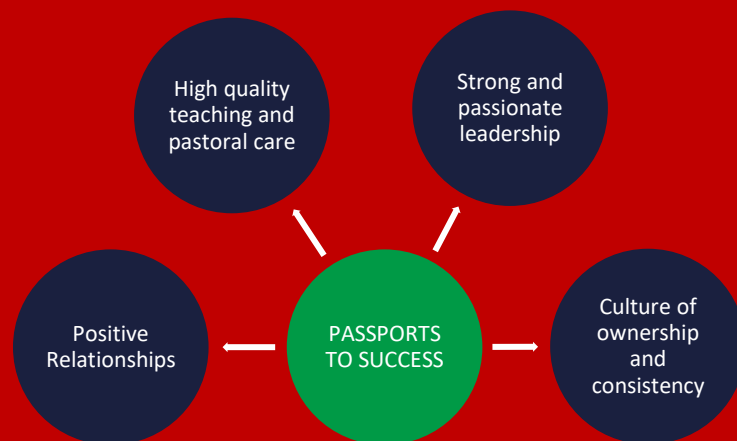 High quality
teaching and
pastoral care
Strong and
passionate
leadership
Positive
Relationships
PASSPORTS
TO SUCCESS
Culture of
ownership
and
consistency